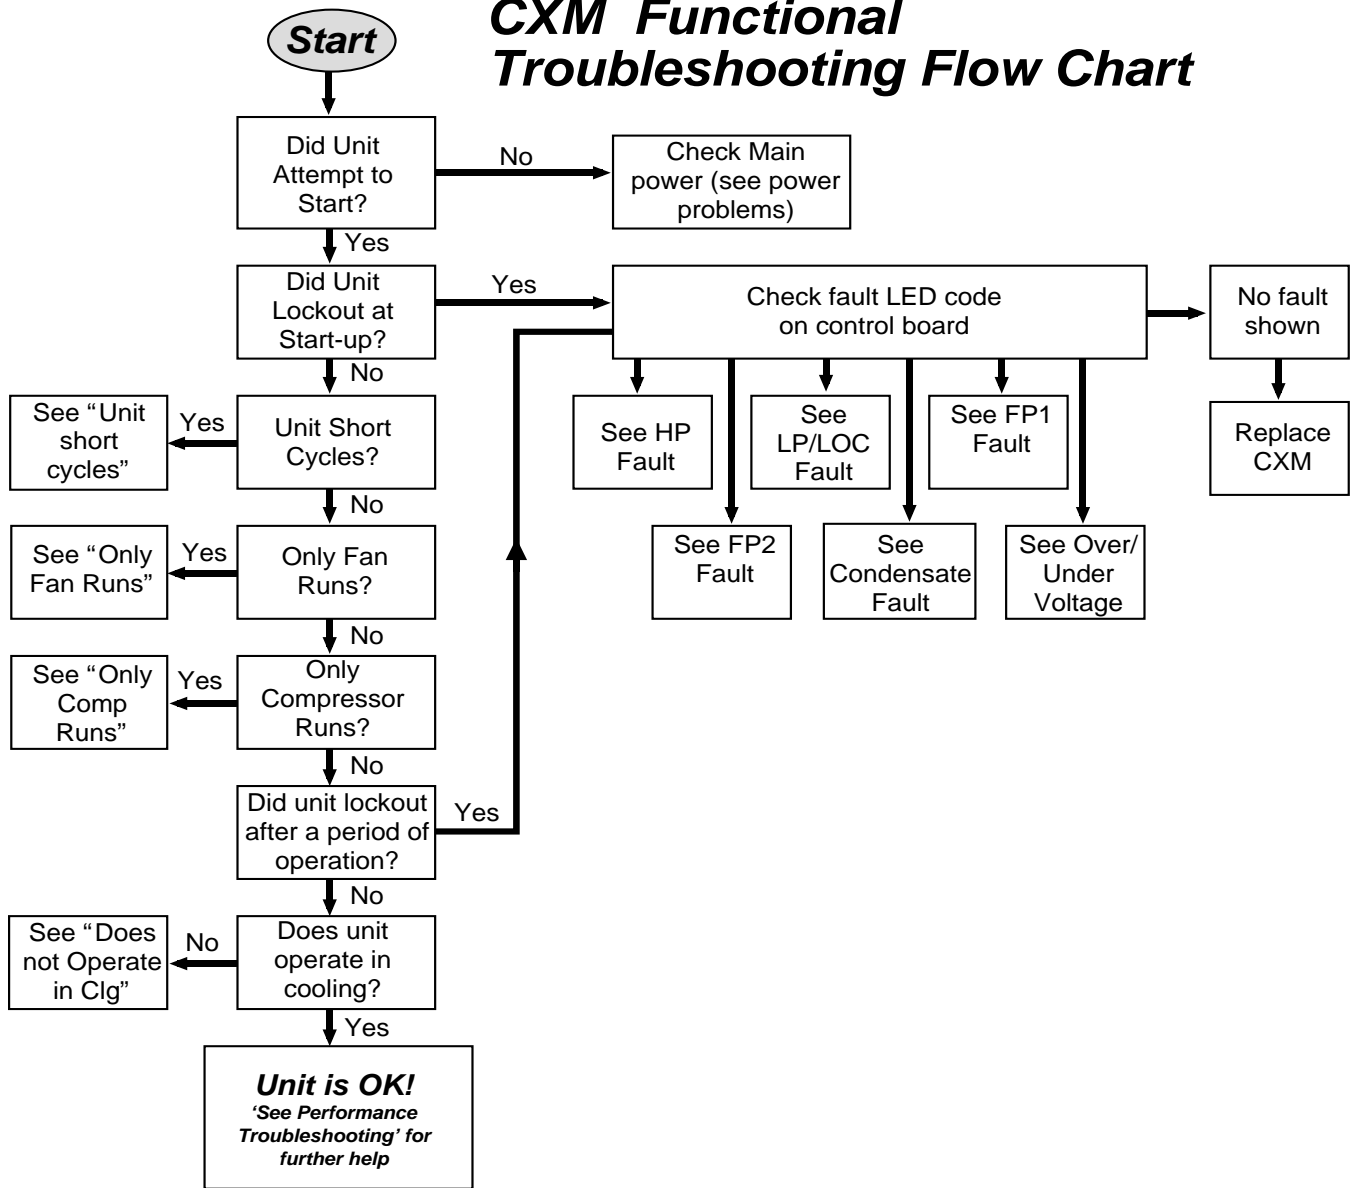 CXM Functional
Troubleshooting Flow Chart
Start
Did Unit
Attempt to
Start?
No
Check Main
power (see power
problems)
Yes
Did Unit
Lockout at
Start-up?
Yes
Check fault LED code
on control board
No fault
shown
No
See “Unit
short
cycles”
Yes
Unit Short
Cycles?
See HP
Fault
See
LP/LOC
Fault
See FP1
Fault
Replace
CXM
No
See “Only
Fan Runs”
Yes
Only Fan
Runs?
See FP2
Fault
See
Condensate
Fault
See Over/
Under
Voltage
No
See “Only
Comp
Runs”
Yes
Only
Compressor
Runs?
No
Did unit lockout
after a period of
operation?
Yes
No
See “Does
not Operate
in Clg”
No
Does unit
operate in
cooling?
Yes
Unit is OK!
‘See Performance
Troubleshooting’ for
further help